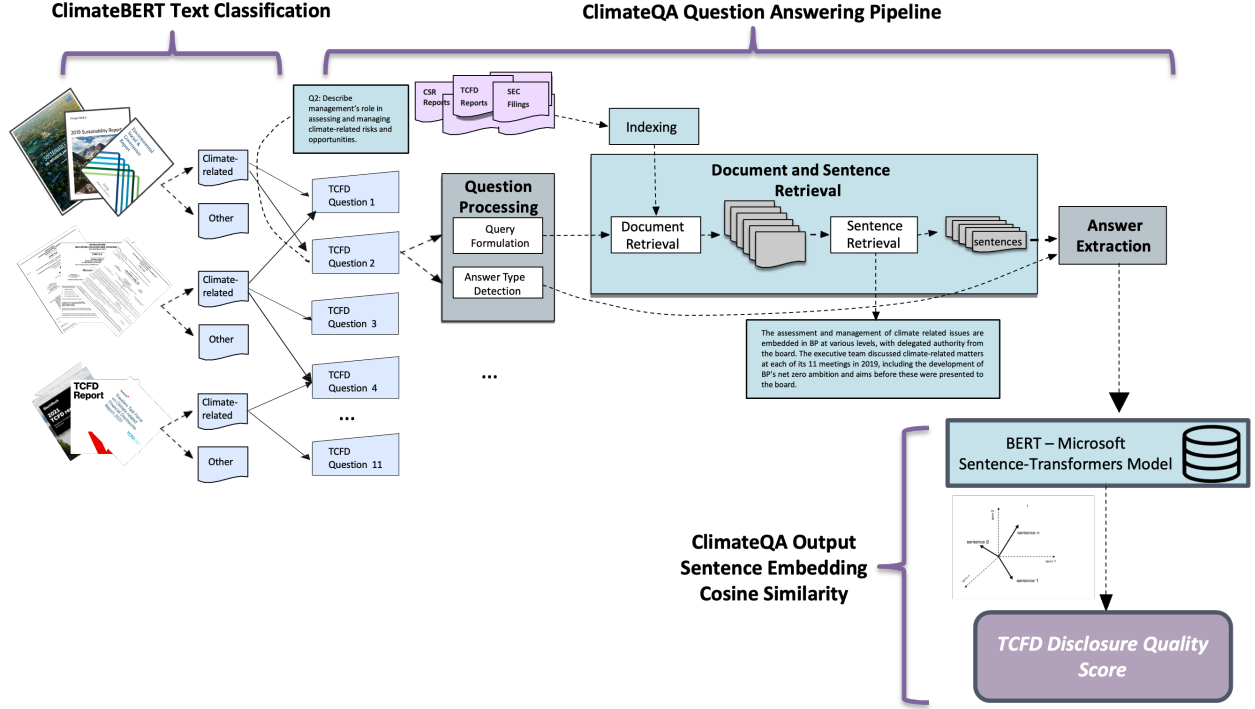 ClimateBERT Text Classification
ClimateQA Question Answering Pipeline
Q2: Describe
management's role in
assessing and managing
climate-related risks and
opportunities.
CSR
Reports
TCFD
Reports
SEC
Filings
Indexing
2019 Sustainability Report
Environmental
Social &
Governance
Report
Climate-
related
Other
Climate-
related
Other
TCFD
Report
2021
Climate-
related
Other
TCFD
Question 1
TCFD
Question 2
TCFD
Question 3
TCFD
Question 4
...
TCFD
Question 11
Question
Processing
Query
Formulation
Answer Type
Detection
...
Document and Sentence
Retrieval
Document
Retrieval
Sentence
Retrieval
sentences
Answer
Extraction
The assessment and management of climate related issues are
embedded in BP at various levels, with delegated authority from
the board. The executive team discussed climate-related matters
at each of its 11 meetings in 2019, including the development of
BP's net zero ambition and aims before these were presented to
the board.
BERT – Microsoft
Sentence-Transformers Model
ClimateQA Output
Sentence Embedding
Cosine Similarity
sentence 2
sentence n
sentence 1
term 1
TCFD Disclosure Quality
Score